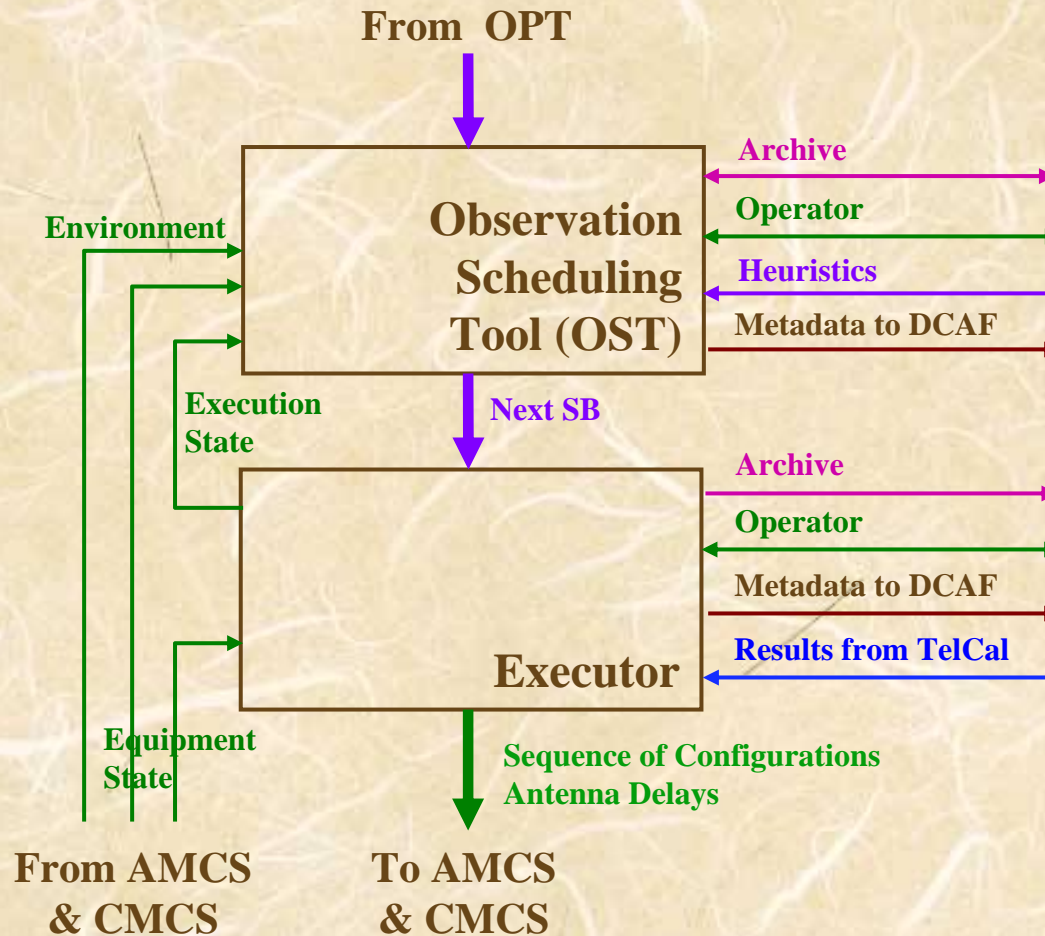 From OPT
Archive
Operator
Environment
Observation
Scheduling
Tool (OST)
Heuristics
Metadata to DCAF
Execution
State
Next SB
Archive
Operator
Metadata to DCAF
Results from TelCal
Executor
Equipment
State
Sequence of Configurations
Antenna Delays
From AMCS
& CMCS
To AMCS
& CMCS